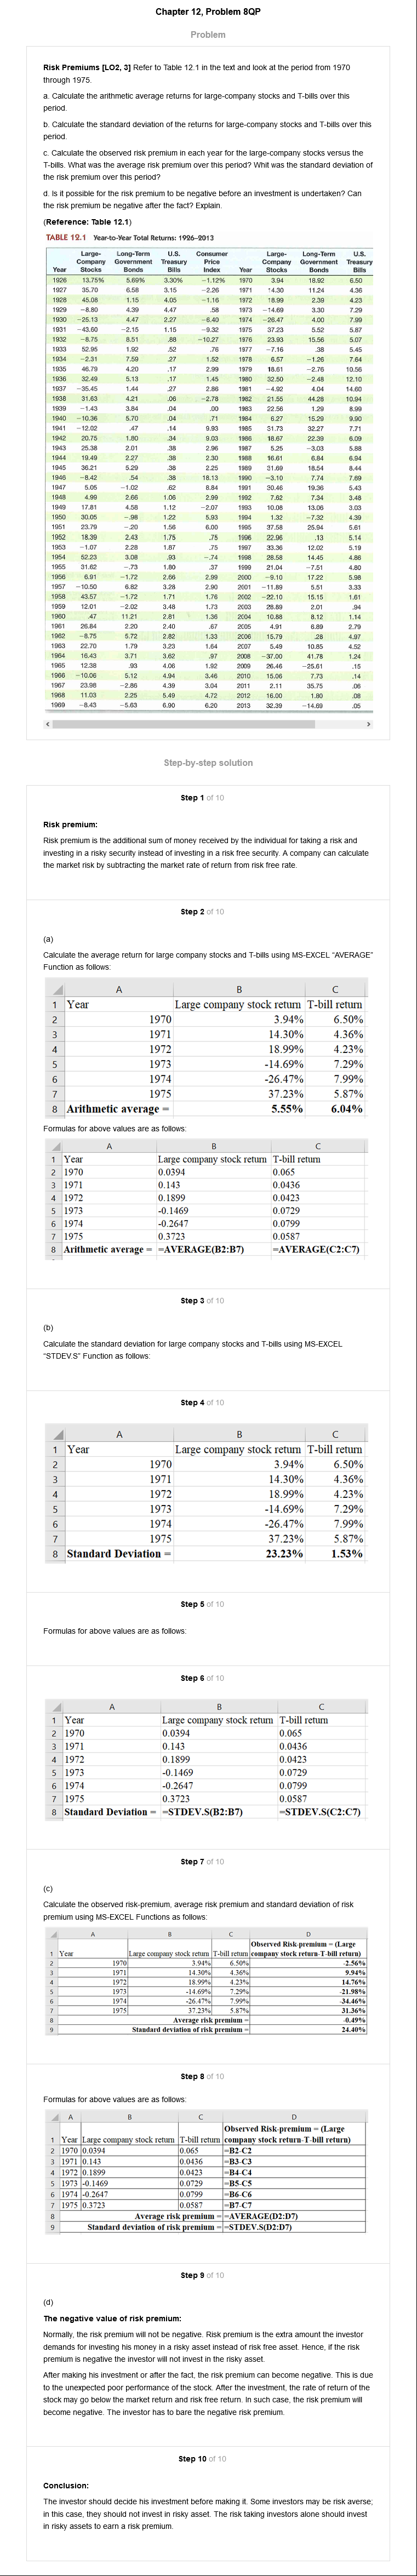 Chapter 12, Problem 8QP
Problem
Risk Premiums [LO2, 3] Refer to Table 12.1 in the text and look at the period from 1970
through 1975.
a. Calculate the arithmetic average returns for large-company stocks and T-bills over this
period.
b. Calculate the standard deviation of the returns for large-company stocks and T-bills over this
period.
c. Calculate the observed risk premium in each year for the large-company stocks versus the
T-bills. What was the average risk premium over this period? Whit was the standard deviation of
the risk premium over this period?
d. Is it possible for the risk premium to be negative before an investment is undertaken? Can
the risk premium be negative after the fact? Explain.
(Reference: Table 12.1)
TABLE 12.1 Year-to-Year Total Returns: 1926–2013
Large- Long-Term U.S. Consumer Large- Long-Term U.S.
Company Government Treasury Price Company Government Treasury
Year Stocks Bonds Bills Index Year Stocks Bonds Bills
1926 13.75% 5.69% 3.30% −1.12% 1970 3.94 18.92 6.50
1927 35.70 6.58 3.15 −2.26 1971 14.30 11.24 4.36
1928 45.08 1.15 4.05 −1.16 1972 18.99 2.39 4.23
1929 −8.80 4.39 4.47 .58 1973 −14.69 3.30 7.29
1930 −25.13 4.47 2.27 −6.40 1974 −26.47 4.00 7.99
1931 −43.60 −2.15 1.15 −9.32 1975 37.23 5.52 5.87
1932 −8.75 8.51 .88 −10.27 1976 23.93 15.56 5.07
1933 52.95 1.92 .52 .76 1977 −7.16 .38 5.45
1934 −2.31 7.59 .27 1.52 1978 6.57 −1.26 7.64
1935 46.79 4.20 .17 2.99 1979 18.61 −2.76 10.56
1936 32.49 5.13 .17 1.45 1980 32.50 −2.48 12.10
1937 −35.45 1.44 .27 2.86 1981 −4.92 4.04 14.60
1938 31.63 4.21 .06 −2.78 1982 21.55 44.28 10.94
1939 −1.43 3.84 .04 .00 1983 22.56 1.29 8.99
1940 −10.36 5.70 .04 .71 1984 6.27 15.29 9.90
1941 −12.02 .47 .14 9.93 1985 31.73 32.27 7.71
1942 20.75 1.80 .34 9.03 1986 18.67 22.39 6.09
1943 25.38 2.01 .38 2.96 1987 5.25 −3.03 5.88
1944 19.49 2.27 .38 2.30 1988 16.61 6.84 6.94
1945 36.21 5.29 .38 2.25 1989 31.69 18.54 8.44
1946 −8.42 .54 .38 18.13 1990 −3.10 7.74 7.69
1947 5.05 −1.02 .62 8.84 1991 30.46 19.36 5.43
1948 4.99 2.66 1.06 2.99 1992 7.62 7.34 3.48
1949 17.81 4.58 1.12 −2.07 1993 10.08 13.06 3.03
1950 30.05 −.98 1.22 5.93 1994 1.32 −7.32 4.39
1951 23.79 −.20 1.56 6.00 1995 37.58 25.94 5.61
1952 18.39 2.43 1.75 .75 1996 22.96 .13 5.14
1953 −1.07 2.28 1.87 .75 1997 33.36 12.02 5.19
1954 52.23 3.08 .93 −.74 1998 28.58 14.45 4.86
1955 31.62 −.73 1.80 .37 1999 21.04 −7.51 4.80
1956 6.91 −1.72 2.66 2.99 2000 −9.10 17.22 5.98
1957 −10.50 6.82 3.28 2.90 2001 −11.89 5.51 3.33
1958 43.57 −1.72 1.71 1.76 2002 −22.10 15.15 1.61
1959 12.01 −2.02 3.48 1.73 2003 28.89 2.01 .94
1960 .47 11.21 2.81 1.36 2004 10.88 8.12 1.14
1961 26.84 2.20 2.40 .67 2005 4.91 6.89 2.79
1962 −8.75 5.72 2.82 1.33 2006 15.79 .28 4.97
1963 22.70 1.79 3.23 1.64 2007 5.49 10.85 4.52
1964 16.43 3.71 3.62 .97 2008 −37.00 41.78 1.24
1965 12.38 .93 4.06 1.92 2009 26.46 −25.61 .15
1966 −10.06 5.12 4.94 3.46 2010 15.06 7.73 .14
1967 23.98 −2.86 4.39 3.04 2011 2.11 35.75 .06
1968 11.03 2.25 5.49 4.72 2012 16.00 1.80 .08
1969 −8.43 −5.63 6.90 6.20 2013 32.39 −14.69 .05
Step-by-step solution
Step 1 of 10
Risk premium:
Risk premium is the additional sum of money received by the individual for taking a risk and
investing in a risky security instead of investing in a risk free security. A company can calculate
the market risk by subtracting the market rate of return from risk free rate.
Step 2 of 10
(a)
Calculate the average return for large company stocks and T-bills using MS-EXCEL “AVERAGE”
Function as follows:
A B C
1 Year Large company stock return T-bill return
2 1970 3.94% 6.50%
3 1971 14.30% 4.36%
4 1972 18.99% 4.23%
5 1973 -14.69% 7.29%
6 1974 -26.47% 7.99%
7 1975 37.23% 5.87%
8 Arithmetic average = 5.55% 6.04%
Formulas for above values are as follows:
A B C
1 Year Large company stock return T-bill return
2 1970 0.0394 0.065
3 1971 0.143 0.0436
4 1972 0.1899 0.0423
5 1973 -0.1469 0.0729
6 1974 -0.2647 0.0799
7 1975 0.3723 0.0587
8 Arithmetic average = =AVERAGE(B2:B7) =AVERAGE(C2:C7)
Step 3 of 10
(b)
Calculate the standard deviation for large company stocks and T-bills using MS-EXCEL
“STDEV.S” Function as follows:
Step 4 of 10
A B C
1 Year Large company stock return T-bill return
2 1970 3.94% 6.50%
3 1971 14.30% 4.36%
4 1972 18.99% 4.23%
5 1973 -14.69% 7.29%
6 1974 -26.47% 7.99%
7 1975 37.23% 5.87%
8 Standard Deviation = 23.23% 1.53%
Step 5 of 10
Formulas for above values are as follows:
Step 6 of 10
A B C
1 Year Large company stock return T-bill return
2 1970 0.0394 0.065
3 1971 0.143 0.0436
4 1972 0.1899 0.0423
5 1973 -0.1469 0.0729
6 1974 -0.2647 0.0799
7 1975 0.3723 0.0587
8 Standard Deviation = =STDEV.S(B2:B7) =STDEV.S(C2:C7)
Step 7 of 10
(c)
Calculate the observed risk-premium, average risk premium and standard deviation of risk
premium using MS-EXCEL Functions as follows:
A B C D
Observed Risk-premium = (Large
1 Year Large company stock return T-bill return company stock return-T-bill return)
2 1970 3.94% 6.50% -2.56%
3 1971 14.30% 4.36% 9.94%
4 1972 18.99% 4.23% 14.76%
5 1973 -14.69% 7.29% -21.98%
6 1974 -26.47% 7.99% -34.46%
7 1975 37.23% 5.87% 31.36%
8 Average risk premium = -0.49%
9 Standard deviation of risk premium = 24.40%
Step 8 of 10
Formulas for above values are as follows:
A B C D
Observed Risk-premium = (Large
1 Year Large company stock return T-bill return company stock return-T-bill return)
2 1970 0.0394 0.065 =B2-C2
3 1971 0.143 0.0436 =B3-C3
4 1972 0.1899 0.0423 =B4-C4
5 1973 -0.1469 0.0729 =B5-C5
6 1974 -0.2647 0.0799 =B6-C6
7 1975 0.3723 0.0587 =B7-C7
8 Average risk premium = =AVERAGE(D2:D7)
9 Standard deviation of risk premium = =STDEV.S(D2:D7)
Step 9 of 10
(d)
The negative value of risk premium:
Normally, the risk premium will not be negative. Risk premium is the extra amount the investor
demands for investing his money in a risky asset instead of risk free asset. Hence, if the risk
premium is negative the investor will not invest in the risky asset.
After making his investment or after the fact, the risk premium can become negative. This is due
to the unexpected poor performance of the stock. After the investment, the rate of return of the
stock may go below the market return and risk free return. In such case, the risk premium will
become negative. The investor has to bare the negative risk premium.
Step 10 of 10
Conclusion:
The investor should decide his investment before making it. Some investors may be risk averse;
in this case, they should not invest in risky asset. The risk taking investors alone should invest
in risky assets to earn a risk premium.